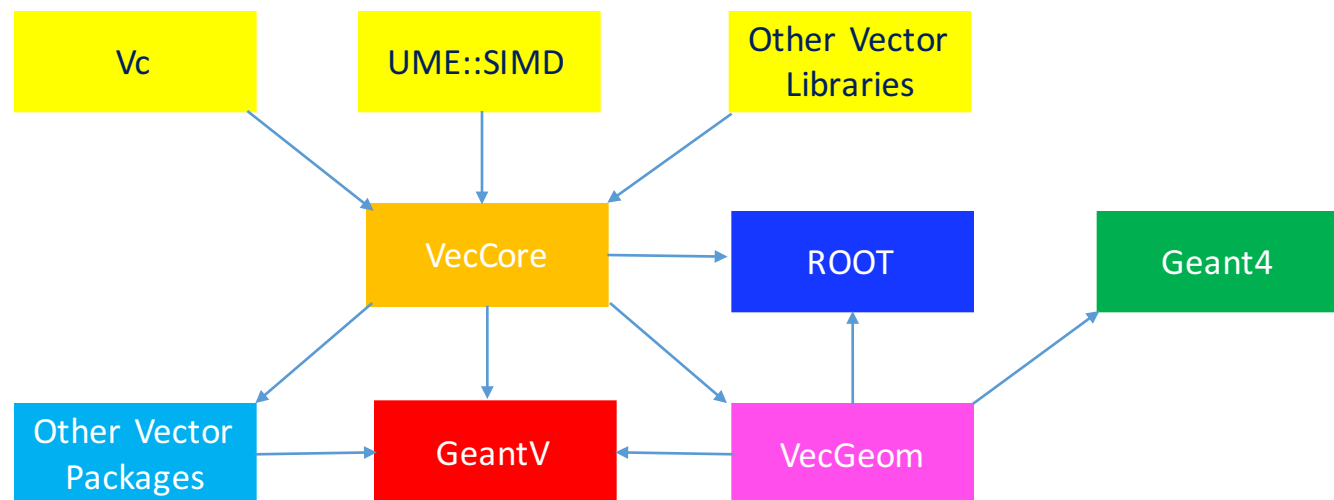 Vc
UME::SIMD
Other Vector
Libraries
VecCore
ROOT
Geant4
Other Vector
Packages
GeantV
VecGeom